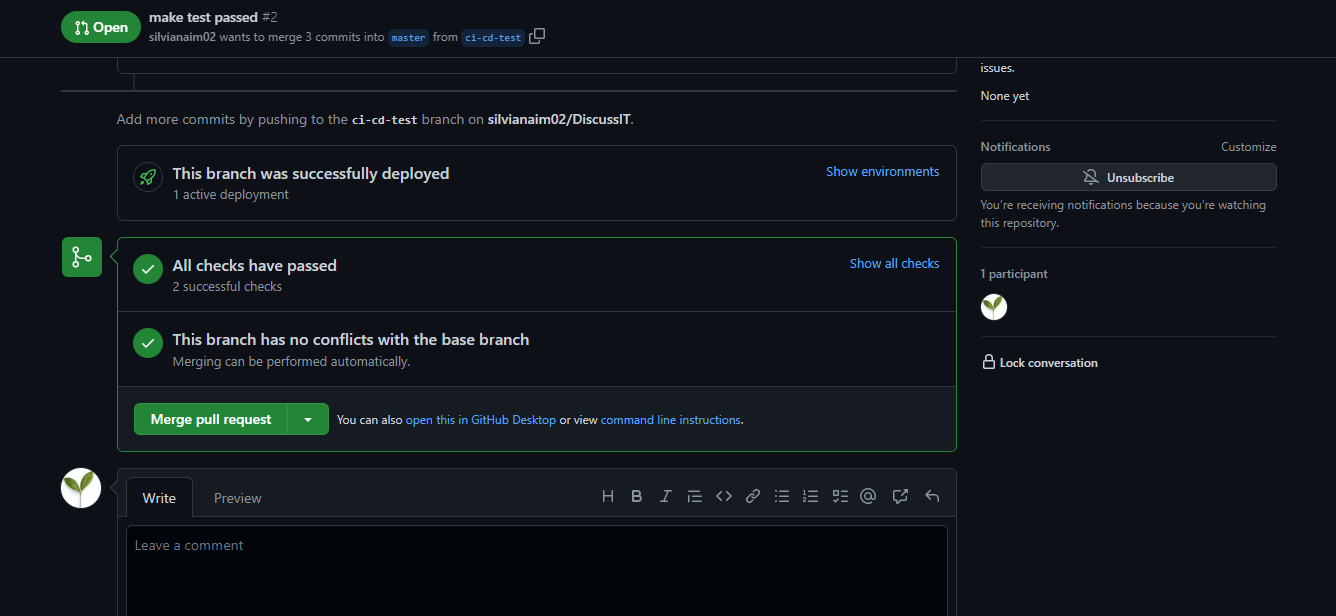 Open
make test passed #2
silvianaim02 wants to merge 3 commits into master from ci-cd-test
issues.
None yet
Add more commits by pushing to the ci-cd-test branch on silvianaim02/DiscussIT.
Notifications
Customize
Unsubscribe
You're receiving notifications because you're watching
this repository.
This branch was successfully deployed
1 active deployment
Show environments
All checks have passed
2 successful checks
Show all checks
1 participant
This branch has no conflicts with the base branch
Merging can be performed automatically.
Lock conversation
Merge pull request
You can also open this in GitHub Desktop or view command line instructions.
Write
Preview
Leave a comment